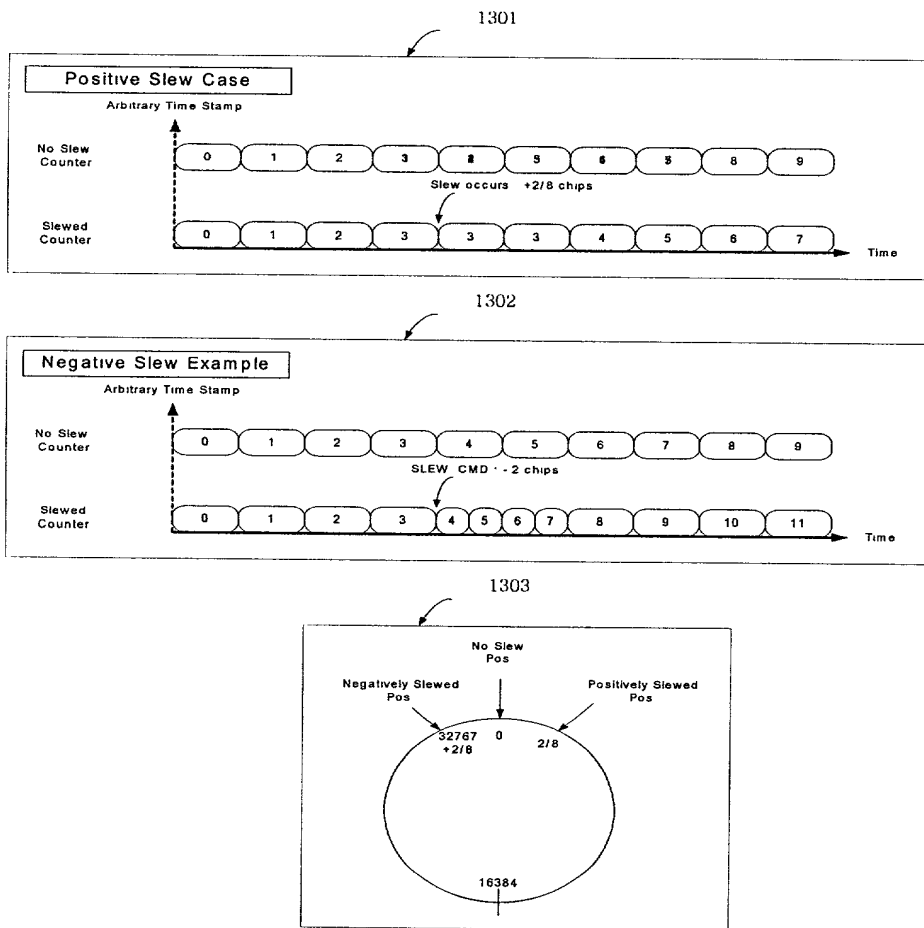 1301
Positive Slew Case
Arbitrary Time Stamp
No Slew
Counter
0 1 2 3 8 9
Slew occurs +2/8 chips
Slewed
Counter
0 1 2 3 3 3 4 5 6 7
Time
1302
Negative Slew Example
Arbitrary Time Stamp
No Slew
Counter
0 1 2 3 4 5 6 7 8 9
SLEW CMD - 2 chips
Slewed
Counter
0 1 2 3 4 5 6 7 8 9 10 11
Time
1303
No Slew
Pos
Negatively Slewed
Pos
Positively Slewed
Pos
32767
+2/8
0
2/8
16384